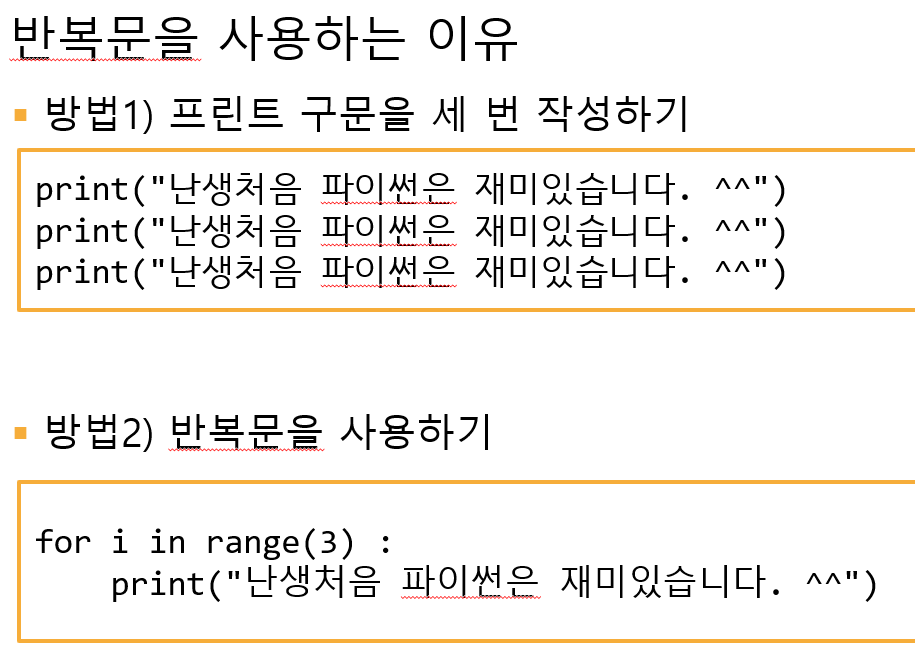 반복문을 사용하는 이유
▪ 방법1) 프린트 구문을 세 번 작성하기
print("난생처음 파이썬은 재미있습니다. ^^")
print("난생처음 파이썬은 재미있습니다. ^^")
print("난생처음 파이썬은 재미있습니다. ^^")
▪ 방법2) 반복문을 사용하기
for i in range(3) :
    print("난생처음 파이썬은 재미있습니다. ^^")